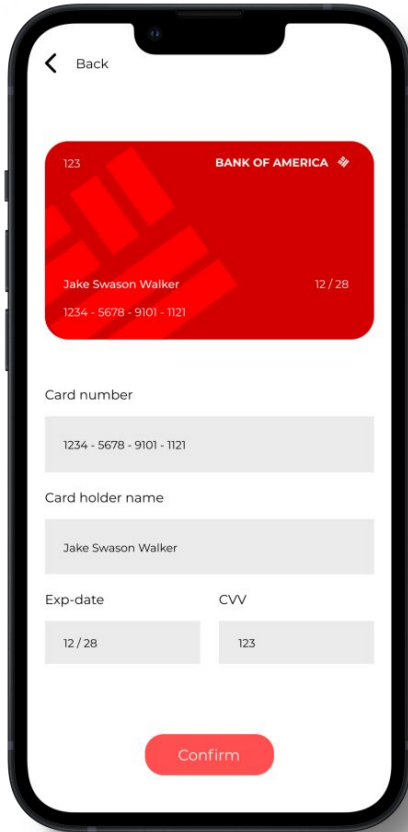 Back
123 BANK OF AMERICA
Jake Swason Walker 12 / 28
1234 - 5678 - 9101 - 1121
Card number
1234 - 5678 - 9101 - 1121
Card holder name
Jake Swason Walker
Exp-date CVV
12 / 28 123
Confirm